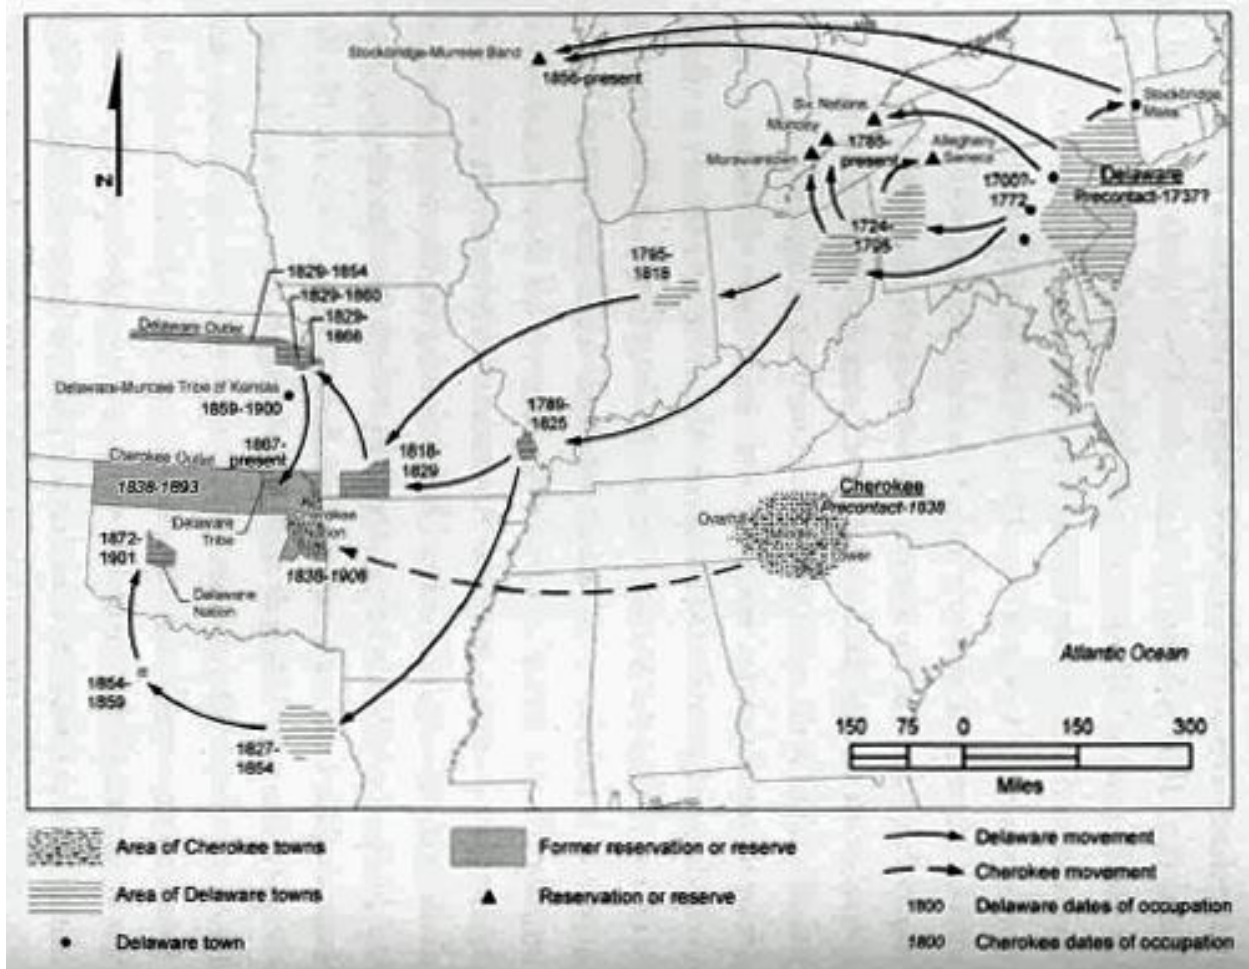 Stockbridge-Munsee Band
1856-present
Stockbridge
Mass
Six Nations
Muncey
Moraviantown
1785-
present
Allegheny
Seneca
1700?-
1772
Delaware
Precontact-1737?
1724-
1795
1795-
1818
1829-1854
1829-1860
1829-
1866
Delaware Outlet
Delaware-Muncee Tribe of Kansas
1859-1900
1789-
1825
1867-
present
1818-
1829
Cherokee Outlet
1838-1893
Cherokee
Precontact-1838
Delaware
Tribe
Cherokee
Nation
1838-1906
1872-
1901
Delaware
Nation
1854-
1859
1827-
1854
N
Atlantic Ocean
150 75 0 150 300
Miles
Area of Cherokee towns
Area of Delaware towns
Delaware town
Former reservation or reserve
Reservation or reserve
Delaware movement
Cherokee movement
1800 Delaware dates of occupation
1800 Cherokee dates of occupation